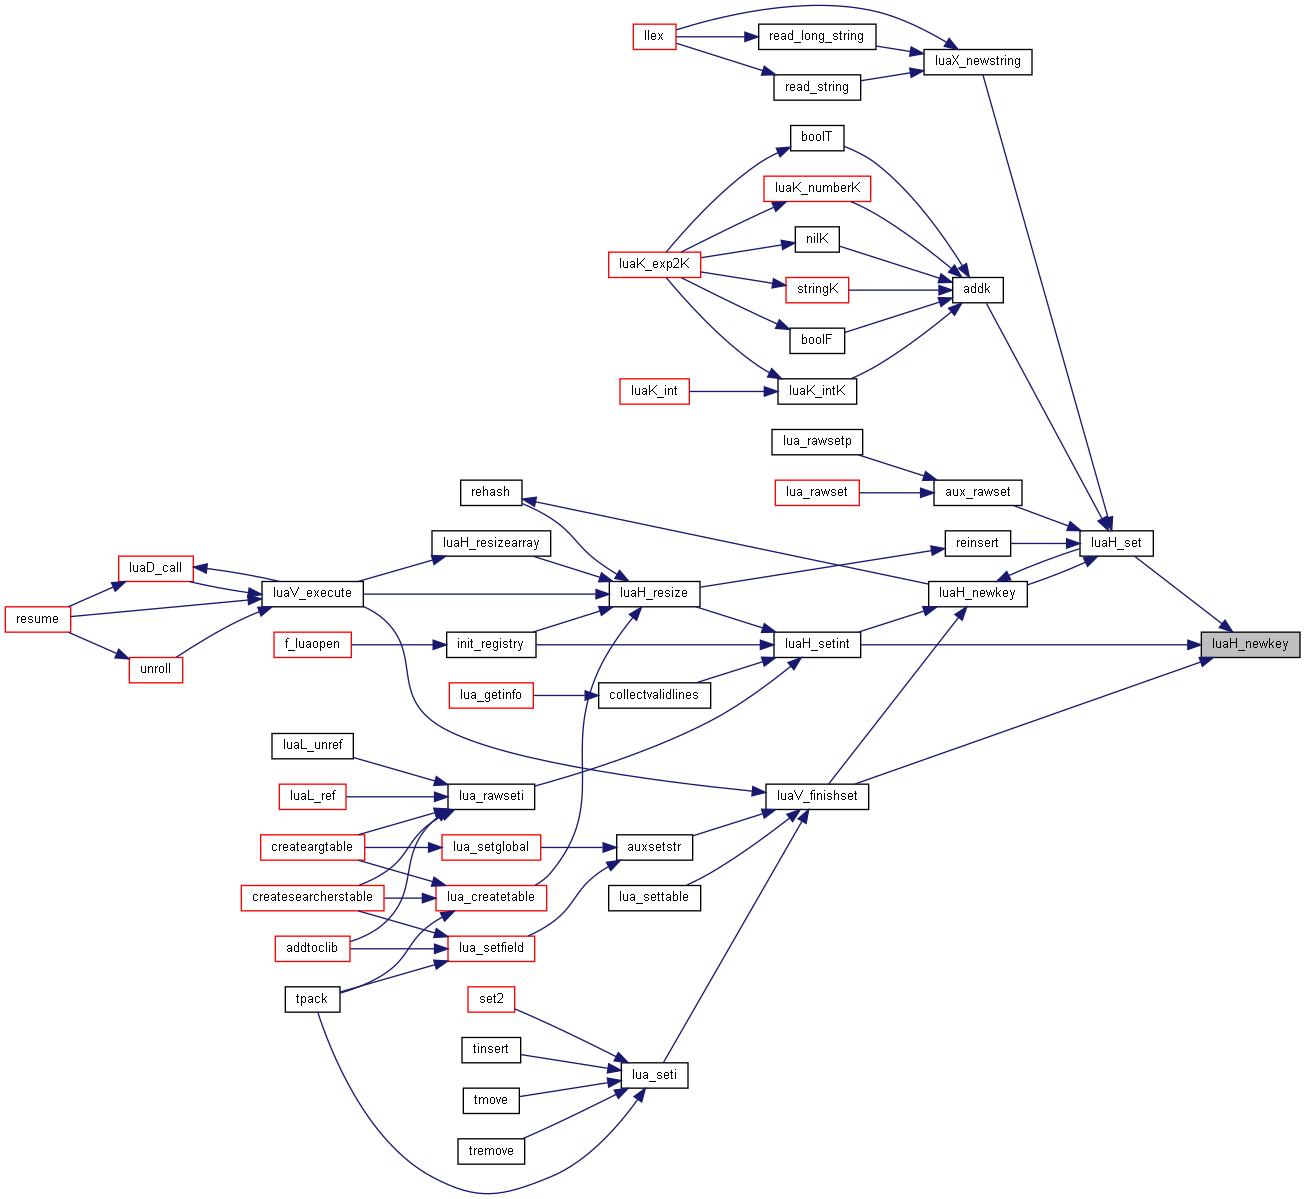 llex
read_long_string
luaX_newstring
read_string
boolT
luaK_numberK
nilK
luaK_exp2K
stringK
addk
boolF
luaK_int
luaK_intK
lua_rawsetp
rehash
lua_rawset
aux_rawset
luaH_resizearray
reinsert
luaH_set
luaD_call
luaV_execute
luaH_resize
luaH_newkey
resume
f_luaopen
init_registry
luaH_setint
luaH_newkey
unroll
lua_getinfo
collectvalidlines
luaL_unref
luaL_ref
lua_rawseti
luaV_finishset
createargtable
lua_setglobal
auxsetstr
createsearcherstable
lua_createtable
lua_settable
addtoclib
lua_setfield
tpack
set2
tinsert
lua_seti
tmove
tremove